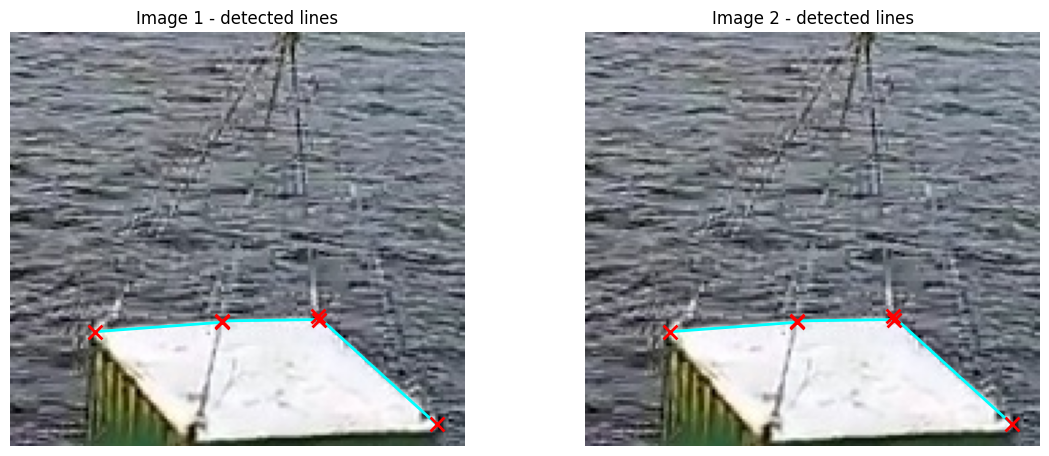 Image 1 - detected lines
Image 2 - detected lines